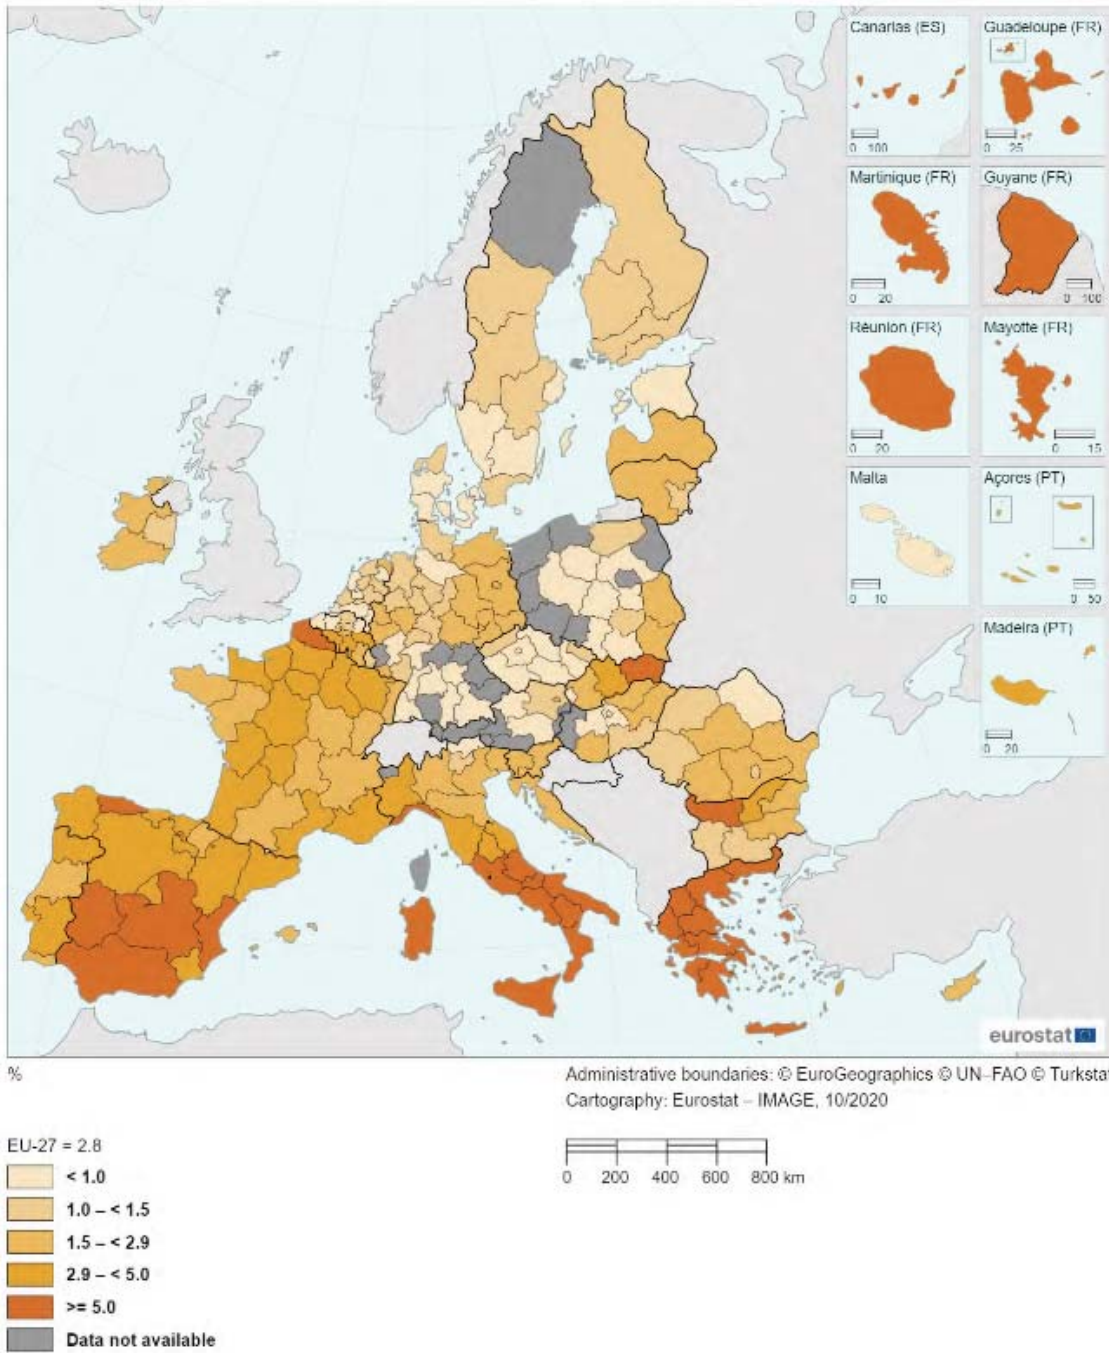 Canarias (ES)
0 100
Guadeloupe (FR)
0 25
Martinique (FR)
0 20
Guyane (FR)
0 100
Réunion (FR)
0 20
Mayotte (FR)
0 15
Malta
0 10
Açores (PT)
0 50
Madeira (PT)
0 20
eurostat
%
Administrative boundaries: © EuroGeographics © UN–FAO © Turkstat
Cartography: Eurostat – IMAGE, 10/2020
0 200 400 600 800 km
EU-27 = 2.8
< 1.0
1.0 – < 1.5
1.5 – < 2.9
2.9 – < 5.0
>= 5.0
Data not available